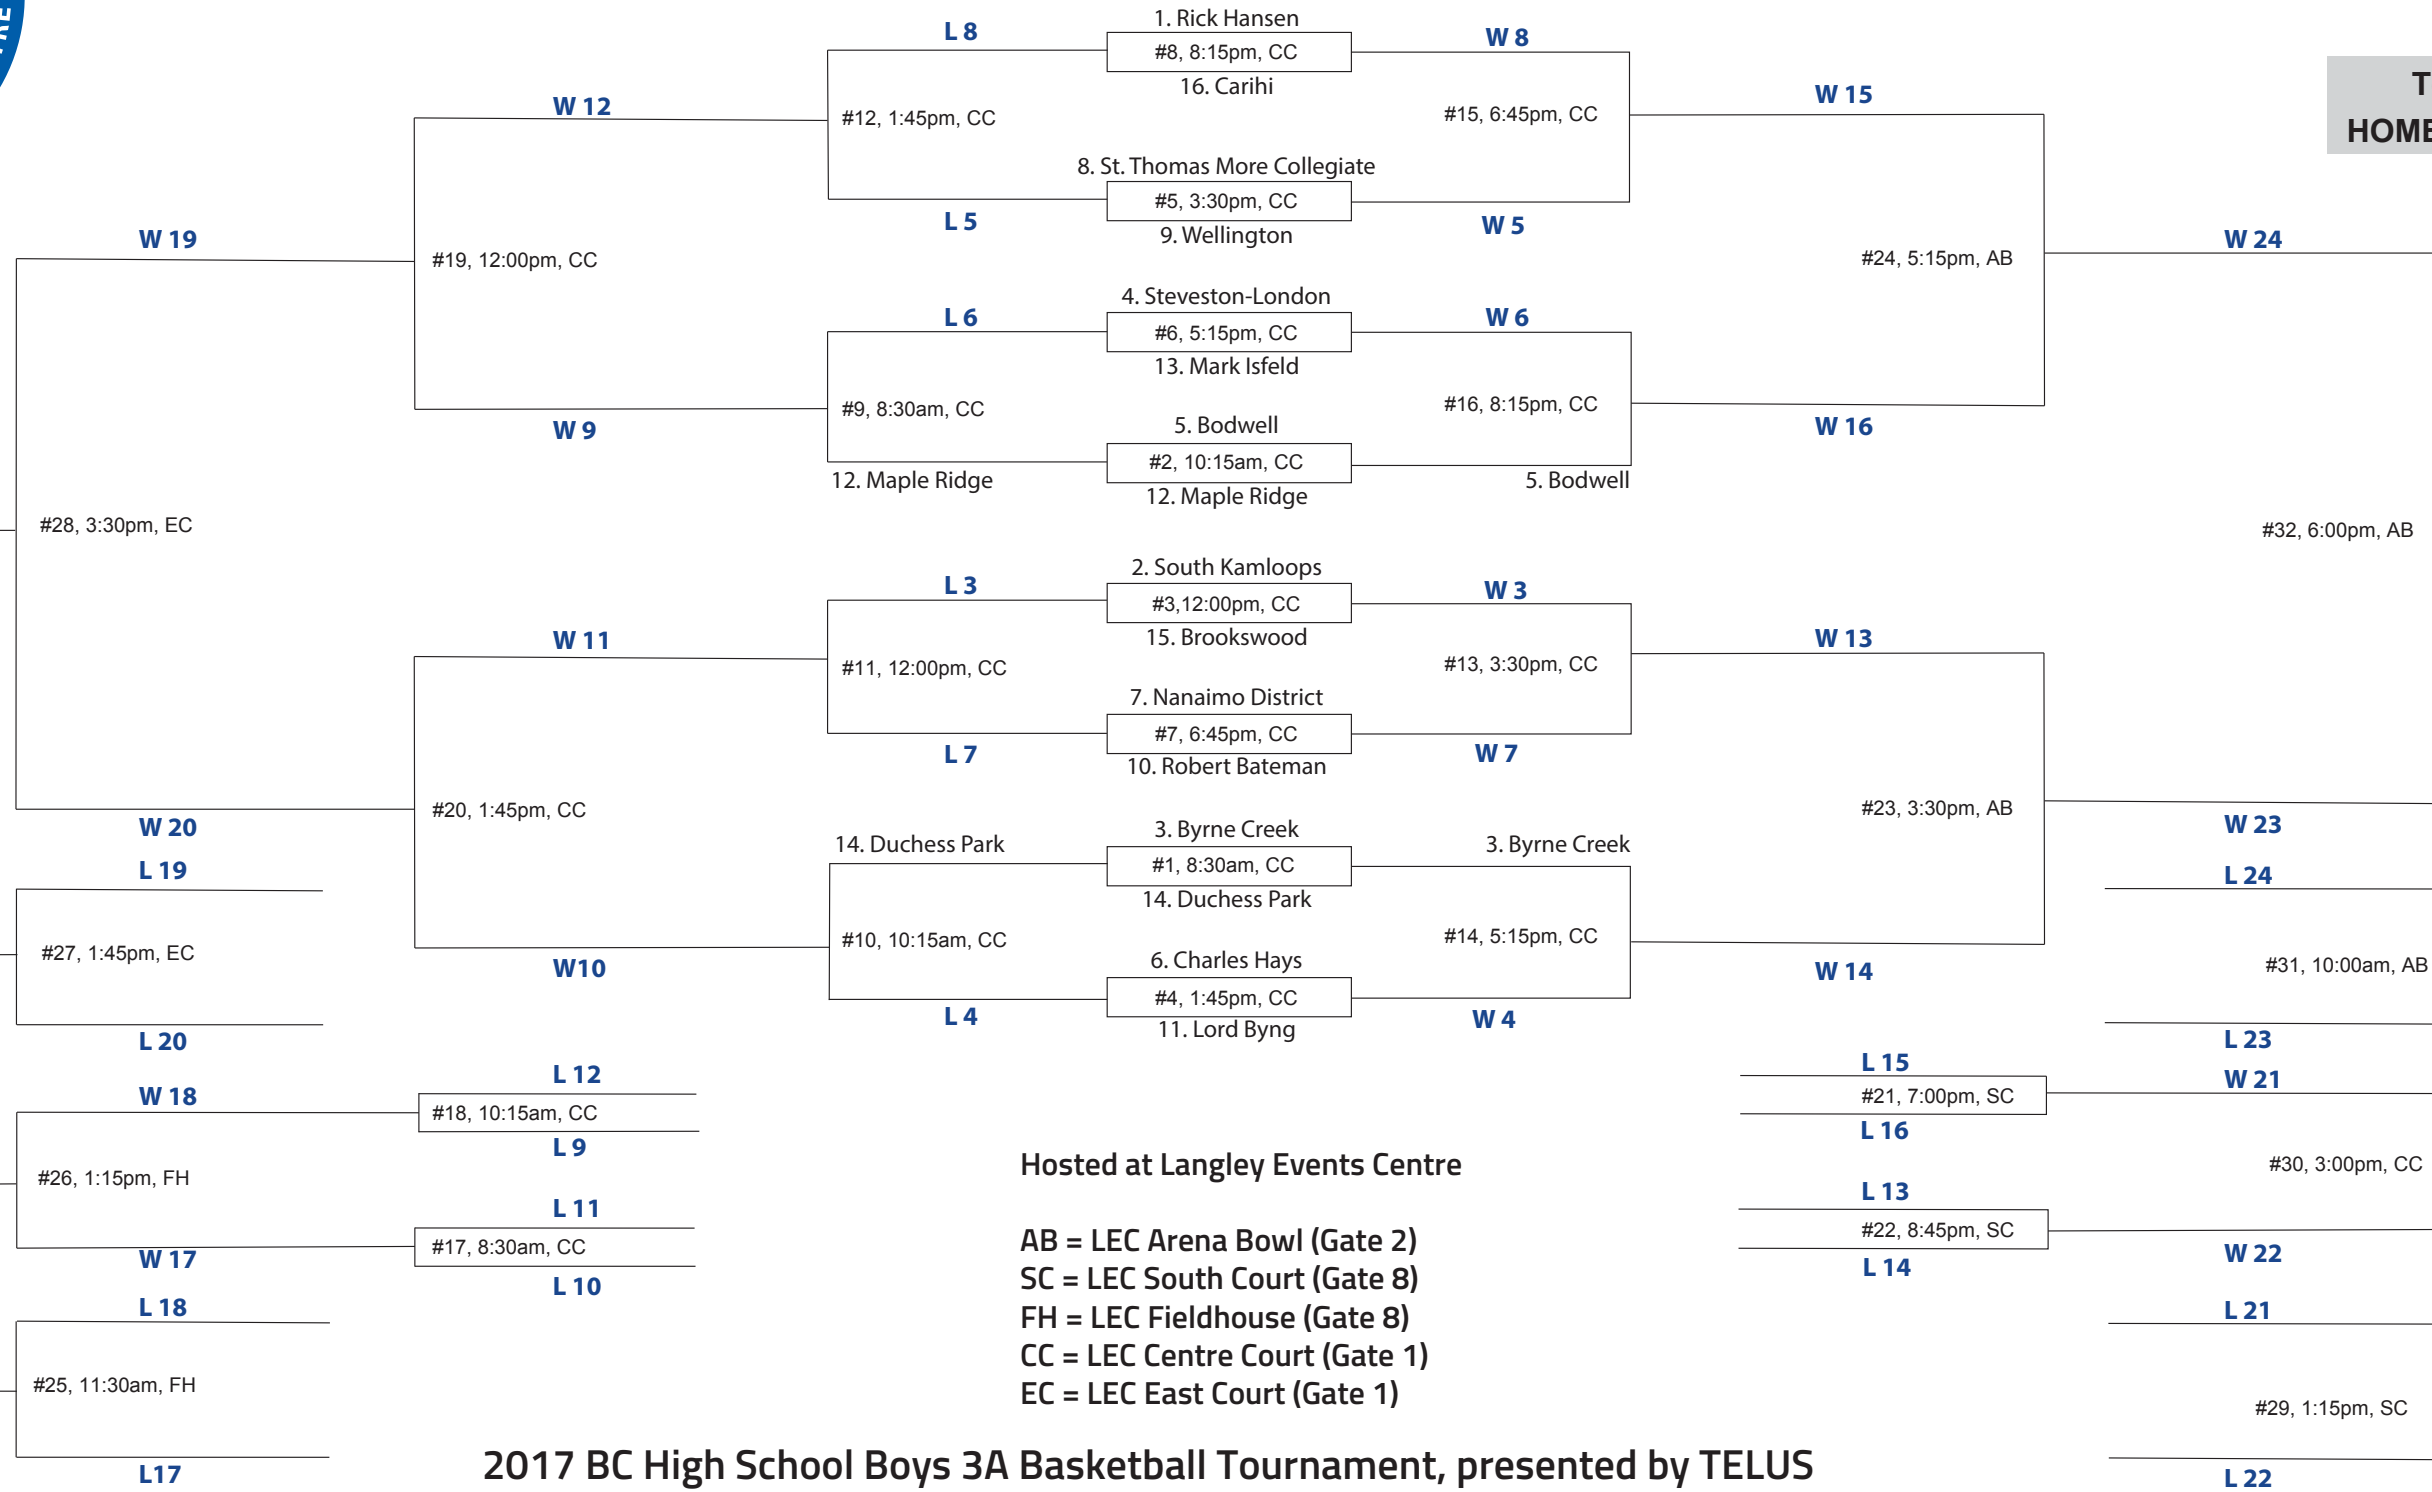 L 8
1. Rick Hansen
#8, 8:15pm, CC
16. Carihi
W 8
W 12
#12, 1:45pm, CC
#15, 6:45pm, CC
W 15
HOME
8. St. Thomas More Collegiate
#5, 3:30pm, CC
9. Wellington
L 5
W 5
W 19
#19, 12:00pm, CC
#24, 5:15pm, AB
W 24
4. Steveston-London
L 6
#6, 5:15pm, CC
W 6
13. Mark Isfeld
W 9
#9, 8:30am, CC
#16, 8:15pm, CC
W 16
5. Bodwell
#2, 10:15am, CC
12. Maple Ridge
12. Maple Ridge
5. Bodwell
#28, 3:30pm, EC
#32, 6:00pm, AB
2. South Kamloops
L 3
#3,12:00pm, CC
W 3
15. Brookswood
W 11
#11, 12:00pm, CC
#13, 3:30pm, CC
W 13
7. Nanaimo District
#7, 6:45pm, CC
L 7
W 7
10. Robert Bateman
W 20
#20, 1:45pm, CC
#23, 3:30pm, AB
W 23
3. Byrne Creek
14. Duchess Park
#1, 8:30am, CC
3. Byrne Creek
14. Duchess Park
L 19
L 24
#27, 1:45pm, EC
W10
#10, 10:15am, CC
#14, 5:15pm, CC
W 14
#31, 10:00am, AB
6. Charles Hays
#4, 1:45pm, CC
L 4
W 4
11. Lord Byng
L 20
L 23
W 18
L 12
#18, 10:15am, CC
L 9
L 15
#21, 7:00pm, SC
L 16
W 21
#26, 1:15pm, FH
#30, 3:00pm, CC
L 11
#17, 8:30am, CC
L 10
W 17
L 13
#22, 8:45pm, SC
L 14
W 22
L 18
L 21
#25, 11:30am, FH
#29, 1:15pm, SC
L17
L 22
Hosted at Langley Events Centre
AB = LEC Arena Bowl (Gate 2)
SC = LEC South Court (Gate 8)
FH = LEC Fieldhouse (Gate 8)
CC = LEC Centre Court (Gate 1)
EC = LEC East Court (Gate 1)
2017 BC High School Boys 3A Basketball Tournament, presented by TELUS